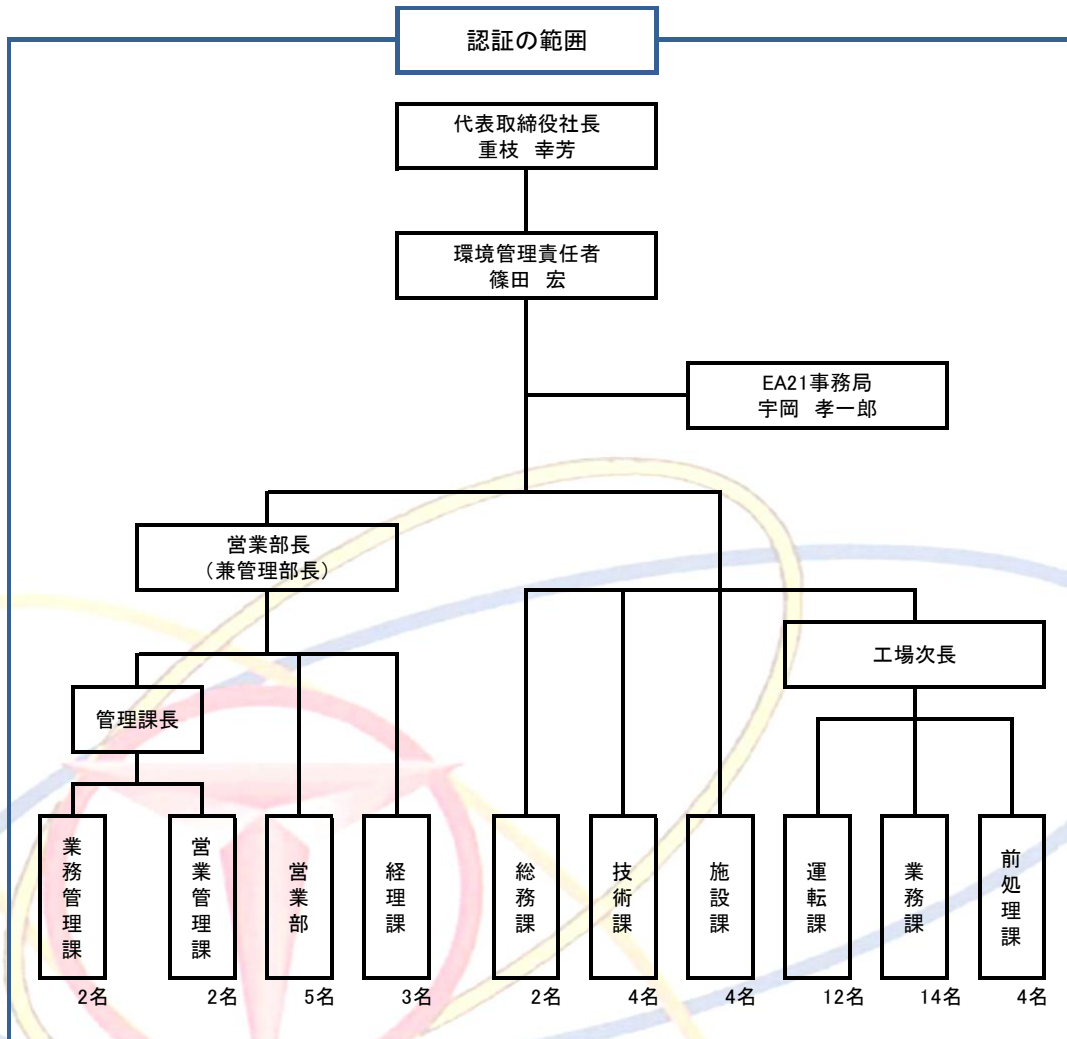 認証の範囲
代表取締役社長
重枝 幸芳
環境管理責任者
篠田 宏
EA21事務局
宇岡 孝一郎
営業部長
（兼管理部長）
工場次長
管理課長
業務管理課
営業管理課
営業部
経理課
総務課
技術課
施設課
運転課
業務課
前処理課
2名
2名
5名
3名
2名
4名
4名
12名
14名
4名